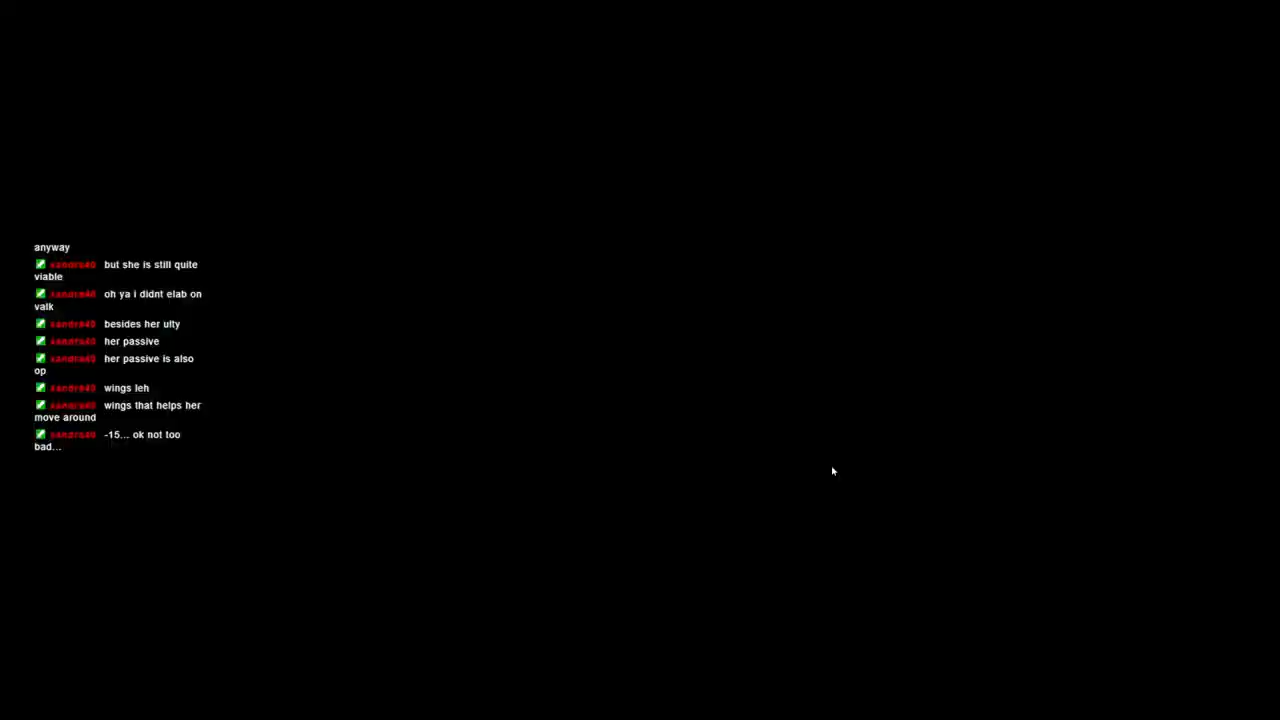 anyway
but she is still quite
viable
oh ya i didnt elab on
valk
besides her ulty
her passive
her passive is also
op
wings leh
wings that helps her
move around
-15... ok not too
bad...